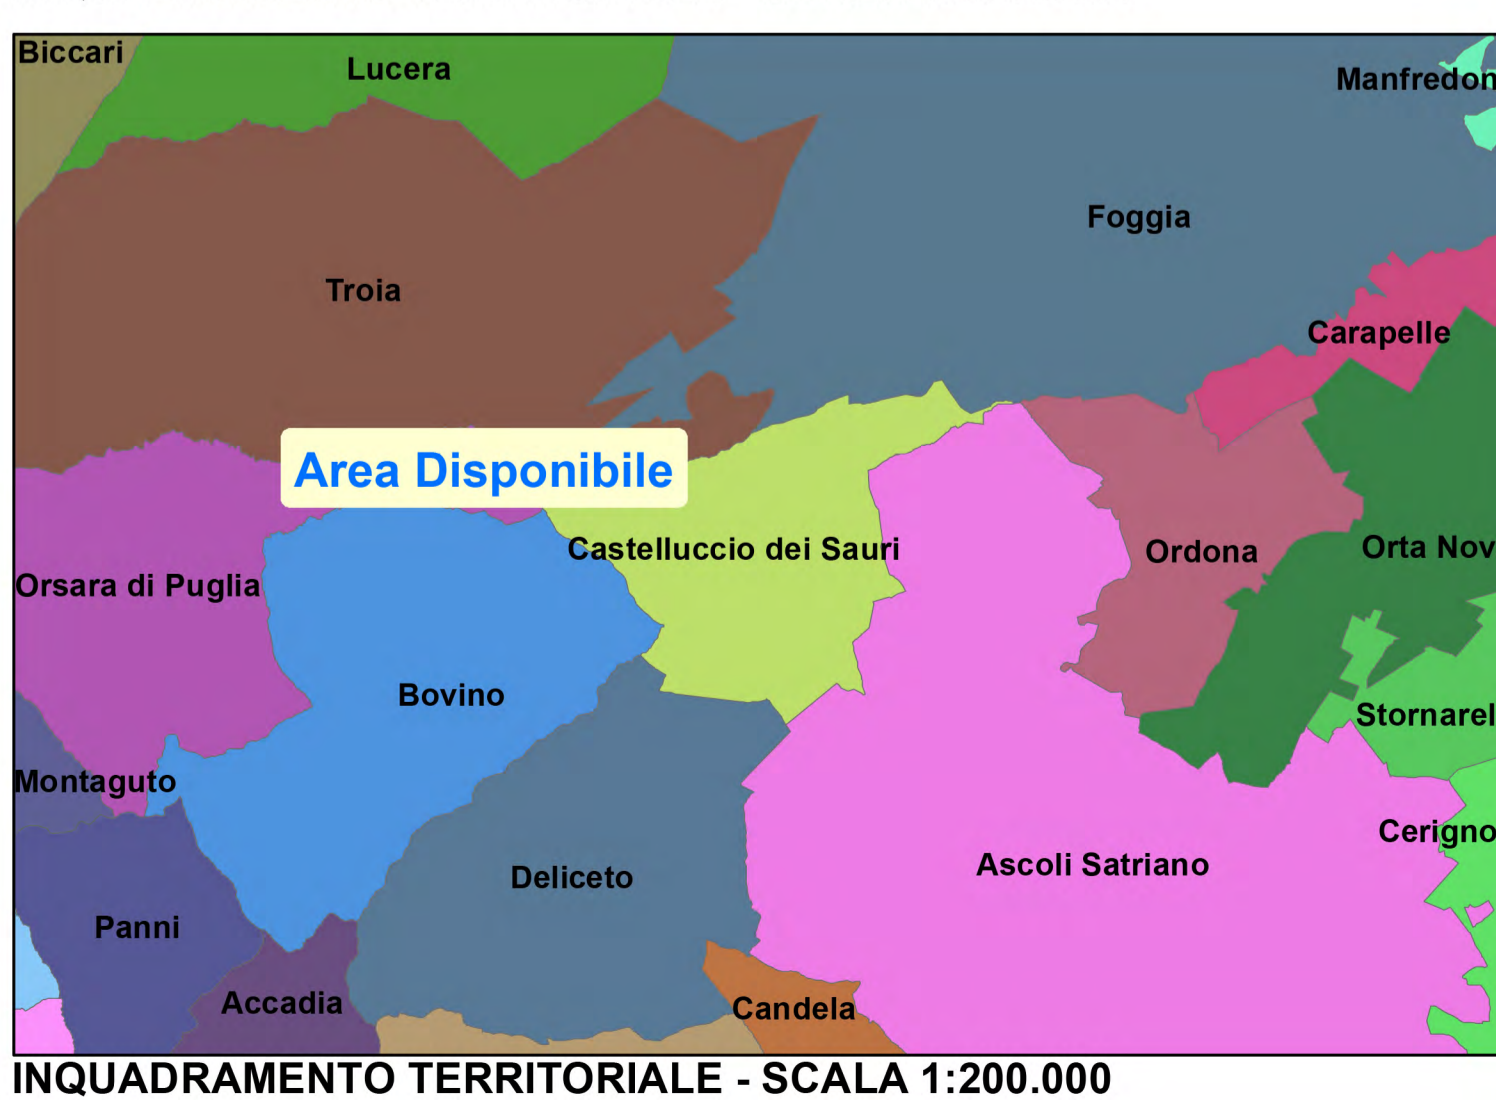 Biccari
Lucera
Manfredon
Foggia
Troia
Carapelle
Area Disponibile
Castelluccio dei Sauri
Ordona
Orta Nov
Orsara di Puglia
Bovino
Stornarel
Montaguto
Cerigno
Ascoli Satriano
Deliceto
Panni
Accadia
Candela
INQUADRAMENTO TERRITORIALE - SCALA 1:200.000